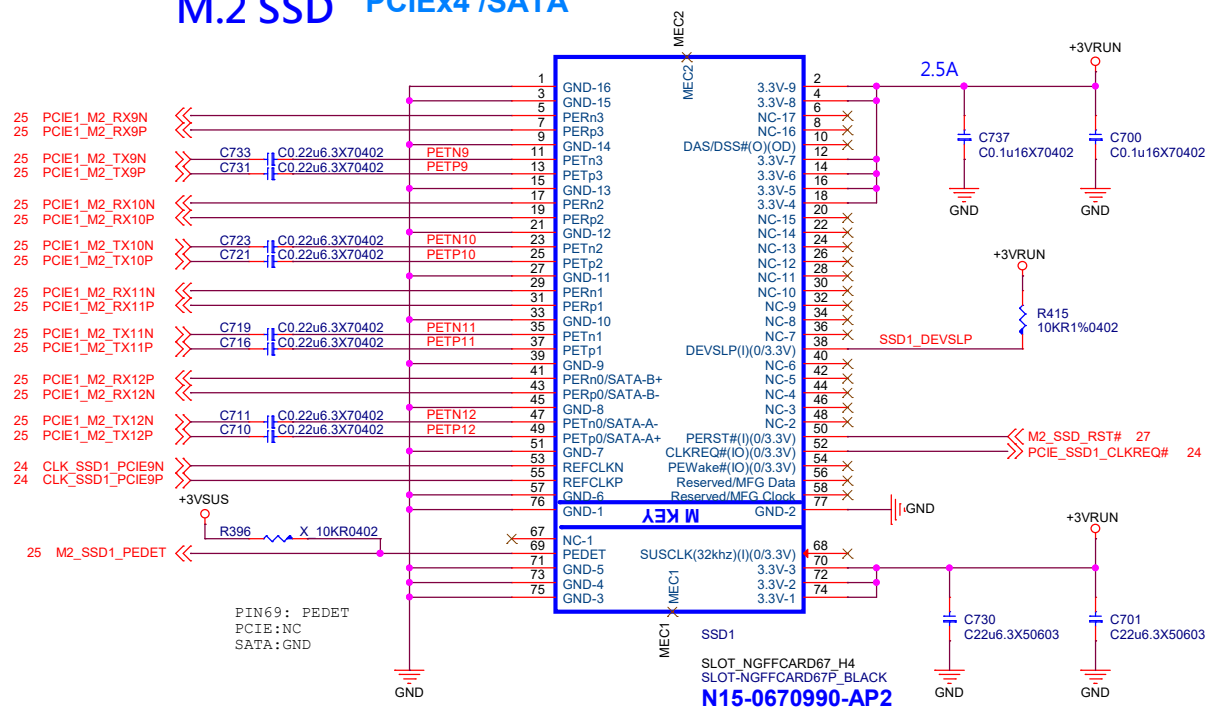 M.2 SSD PCIEx4 /SATA
MEC2
MEC2
+3VRUN
2.5A
1 GND-16 3.3V-9 2
3 GND-15 3.3V-8 4
25 PCIE1_M2_RX9N 5 PERn3 NC-17 6
25 PCIE1_M2_RX9P 7 PERp3 NC-16 8
9 GND-14 DAS/DSS#(O)(OD) 10
25 PCIE1_M2_TX9N C733 C0.22u6.3X70402 PETN9 11 PETn3 3.3V-7 12
25 PCIE1_M2_TX9P C731 C0.22u6.3X70402 PETP9 13 PETp3 3.3V-6 14
C737 C0.1u16X70402
C700 C0.1u16X70402
15 GND-13 3.3V-5 16
25 PCIE1_M2_RX10N 17 PERn2 3.3V-4 18
25 PCIE1_M2_RX10P 19 PERp2 NC-15 20
GND GND
21 GND-12 NC-14 22
25 PCIE1_M2_TX10N C723 C0.22u6.3X70402 PETN10 23 PETn2 NC-13 24
25 PCIE1_M2_TX10P C721 C0.22u6.3X70402 PETP10 25 PETp2 NC-12 26
+3VRUN
27 GND-11 NC-11 28
25 PCIE1_M2_RX11N 29 PERn1 NC-10 30
25 PCIE1_M2_RX11P 31 PERp1 NC-9 32
33 GND-10 NC-8 34
R415
10KR1%0402
25 PCIE1_M2_TX11N C719 C0.22u6.3X70402 PETN11 35 PETn1 NC-7 36
25 PCIE1_M2_TX11P C716 C0.22u6.3X70402 PETP11 37 PETp1 DEVSLP(I)(0/3.3V) 38 SSD1_DEVSLP
39 GND-9 NC-6 40
25 PCIE1_M2_RX12P 41 PERn0/SATA-B+ NC-5 42
25 PCIE1_M2_RX12N 43 PERp0/SATA-B- NC-4 44
45 GND-8 NC-3 46
25 PCIE1_M2_TX12N C711 C0.22u6.3X70402 PETN12 47 PETn0/SATA-A- NC-2 48
25 PCIE1_M2_TX12P C710 C0.22u6.3X70402 PETP12 49 PETp0/SATA-A+ PERST#(I)(0/3.3V) 50 M2_SSD_RST# 27
51 GND-7 CLKREQ#(IO)(0/3.3V) 52 PCIE_SSD1_CLKREQ# 24
24 CLK_SSD1_PCIE9N 53 REFCLKN PEWake#(IO)(0/3.3V) 54
24 CLK_SSD1_PCIE9P 55 REFCLKP Reserved/MFG Data 56
57 GND-6 Reserved/MFG Clock 58
+3VSUS
76 GND-1 M KEY GND-2 77 GND
R396 X_10KR0402
+3VRUN
67 NC-1
25 M2_SSD1_PEDET 69 PEDET SUSCLK(32khz)(I)(0/3.3V) 68
71 GND-5 3.3V-3 70
73 GND-4 3.3V-2 72
75 GND-3 3.3V-1 74
MEC1
MEC1
PIN69: PEDET
PCIE:NC
SATA:GND
C730 C22u6.3X50603
C701 C22u6.3X50603
SSD1
SLOT_NGFFCARD67_H4
SLOT-NGFFCARD67P_BLACK
N15-0670990-AP2
GND GND GND